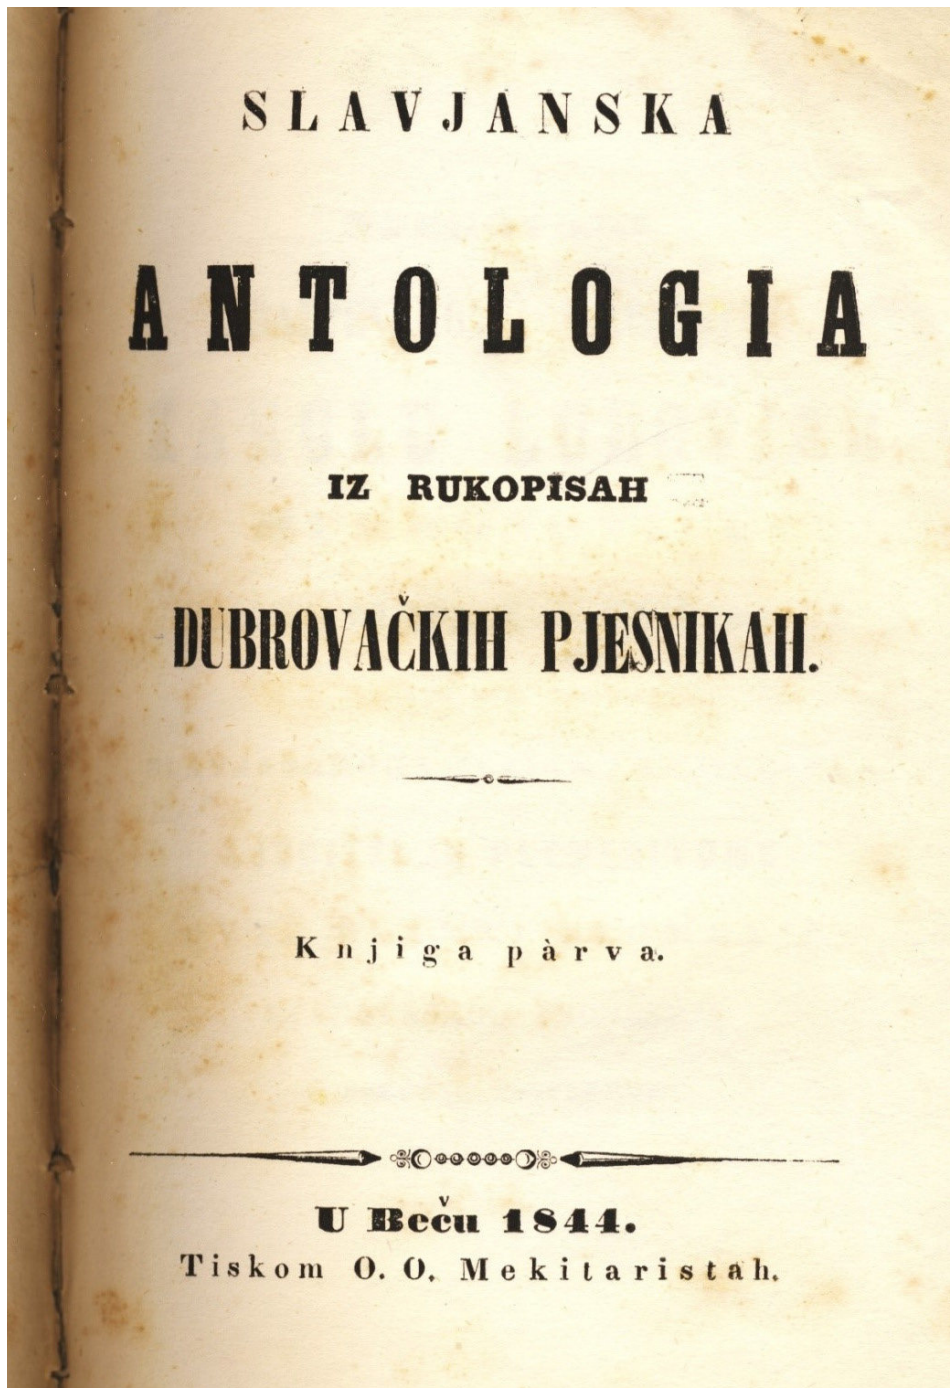 SLAVJANSKA
ANTOLOGIA
IZ RUKOPISAH
DUBROVAČKIH PJESNIKAH.
Knjiga pàrva.
U Beču 1844.
Tiskom O. O. Mekitaristah.